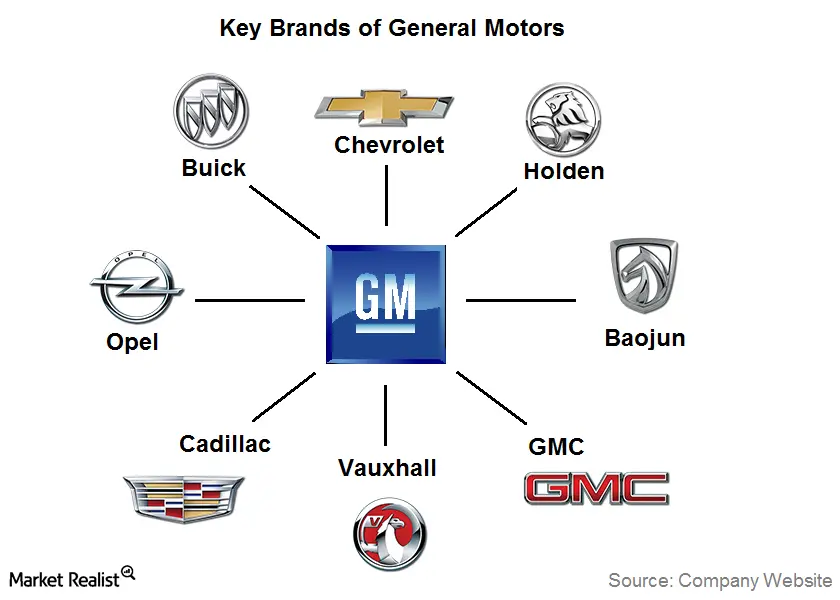 Key Brands of General Motors
Buick
Chevrolet
Holden
OPEL
Opel
GM
Baojun
Cadillac
Vauxhall
V
GMC
GMC
Market Realist
Source: Company Website